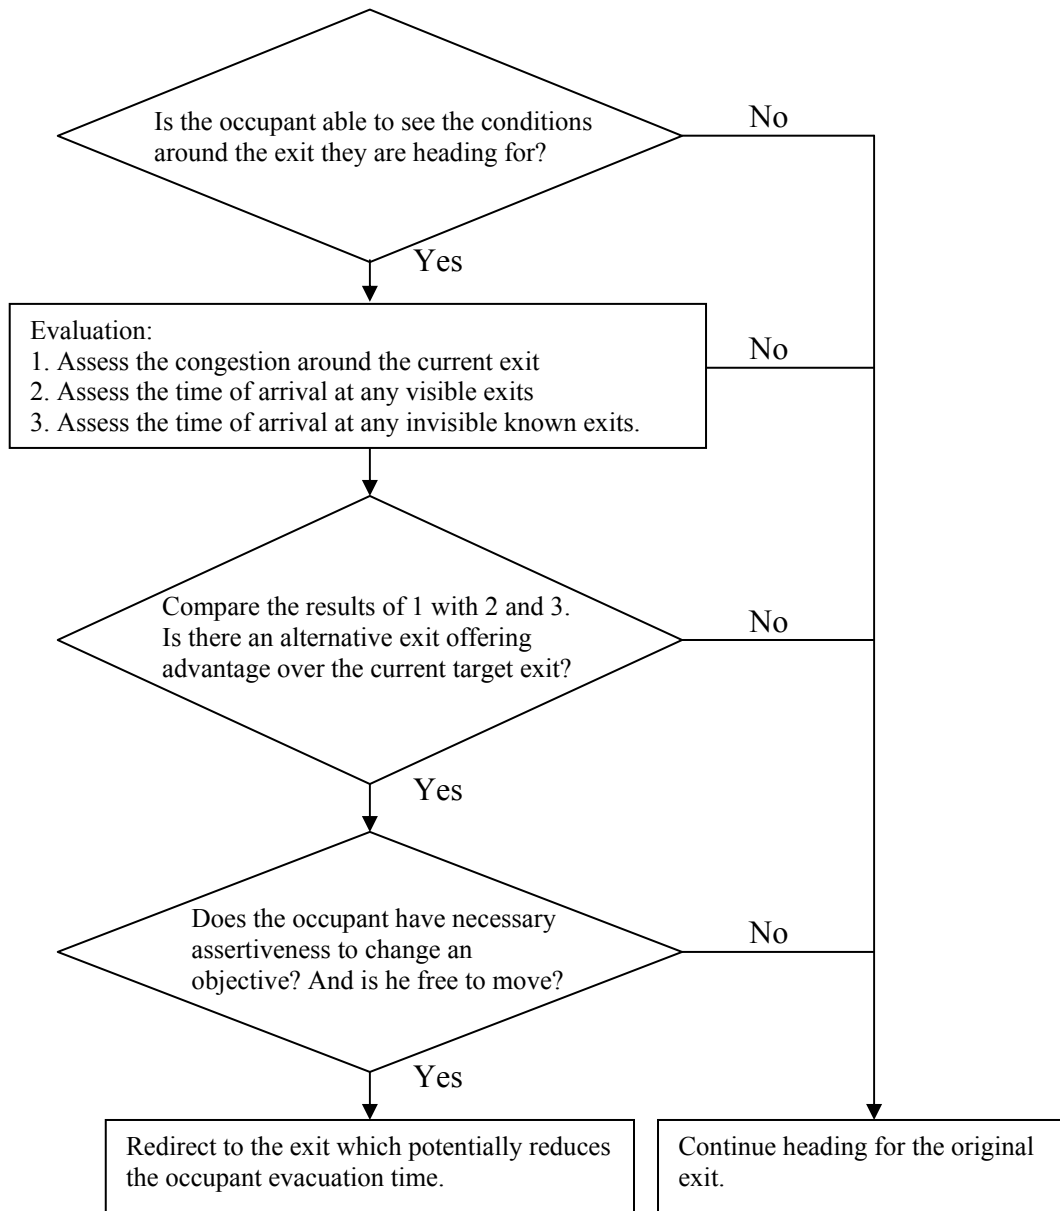 Is the occupant able to see the conditions
around the exit they are heading for?
No
Yes
Evaluation:
1. Assess the congestion around the current exit
2. Assess the time of arrival at any visible exits
3. Assess the time of arrival at any invisible known exits.
No
Compare the results of 1 with 2 and 3.
Is there an alternative exit offering
advantage over the current target exit?
No
Yes
Does the occupant have necessary
assertiveness to change an
objective? And is he free to move?
No
Yes
Redirect to the exit which potentially reduces
the occupant evacuation time.
Continue heading for the original
exit.